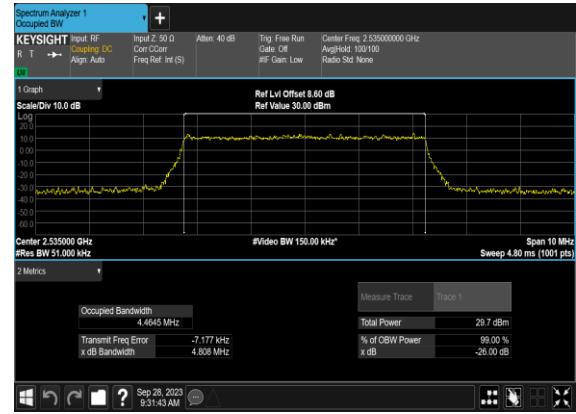 Spectrum Analyzer 1
Occupied BW
KEYSIGHT Input: RF Input Z: 50 Ω Atten: 40 dB Trig: Free Run Center Freq: 2.535000000 GHz
R T Coupling: DC Corr CCorr Gate: Off Avg|Hold: 100/100
Align: Auto Freq Ref: Int (S) #IF Gain: Low Radio Std: None
LW
1 Graph
Ref Lvl Offset 8.60 dB
Scale/Div 10.0 dB Ref Value 30.00 dBm
Log
20.0
10.0
0.00
-10.0
-20.0
-30.0
-40.0
-50.0
-60.0
Center 2.535000 GHz #Video BW 150.00 kHz* Span 10 MHz
#Res BW 51.000 kHz Sweep 4.80 ms (1001 pts)
2 Metrics
Measure Trace Trace 1
Occupied Bandwidth
4.4645 MHz Total Power 29.7 dBm
Transmit Freq Error -7.177 kHz % of OBW Power 99.00 %
x dB Bandwidth 4.808 MHz x dB -26.00 dB
Sep 28, 2023
9:31:43 AM